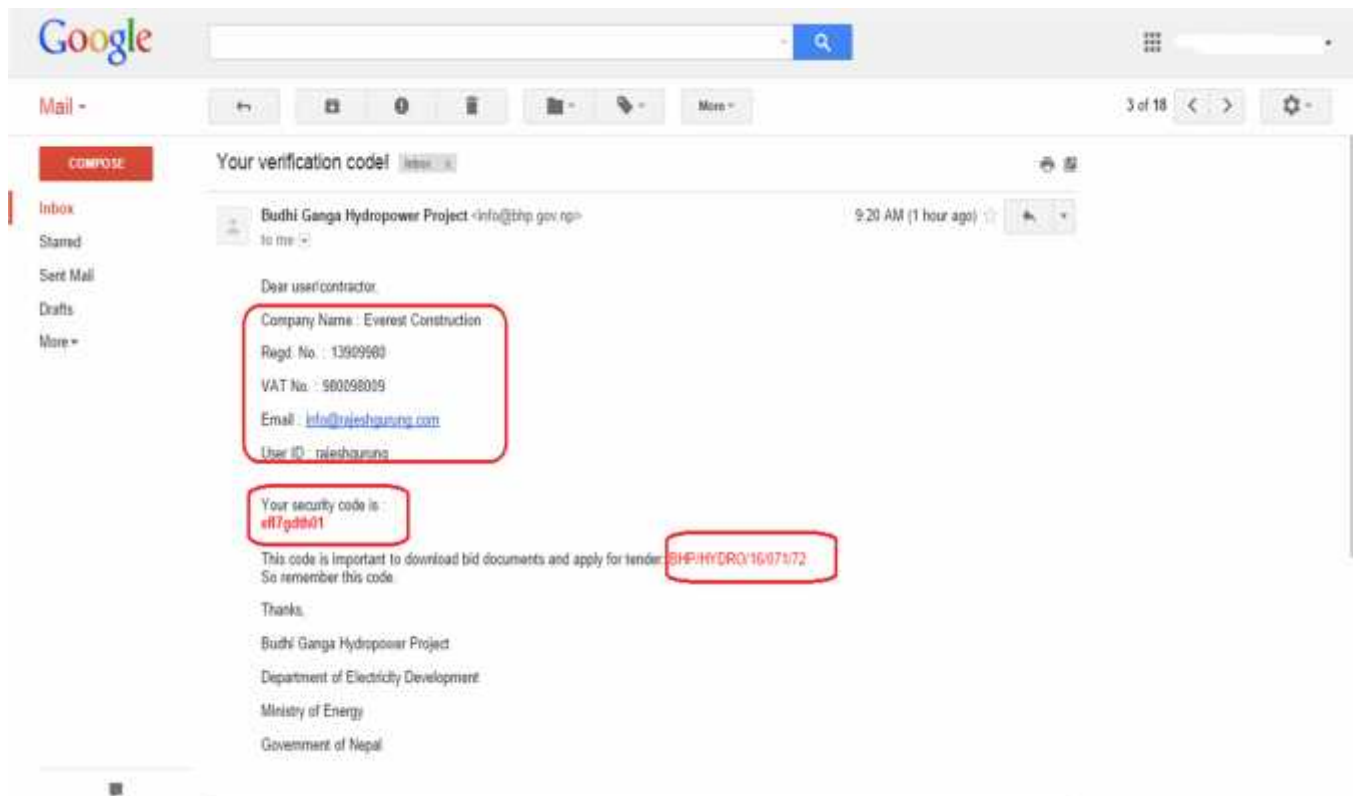 Google
Mail
More
3 of 18
COMPOSE
Your verification code!
Inbox x
Inbox
Starred
Sent Mail
Drafts
More
Budhi Ganga Hydropower Project <info@bhp.gov.np>
9:20 AM (1 hour ago)
to me
Dear user/contractor,
Company Name : Everest Construction
Regd. No. : 13909980
VAT No. : 980098009
Email : info@rajeshgurung.com
User ID : rajeshgurung
Your security code is :
This code is important to download bid documents and apply for tender: BHP/HYDRO/16/071/72
So remember this code.
Thanks,
Budhi Ganga Hydropower Project
Department of Electricity Development
Ministry of Energy
Government of Nepal